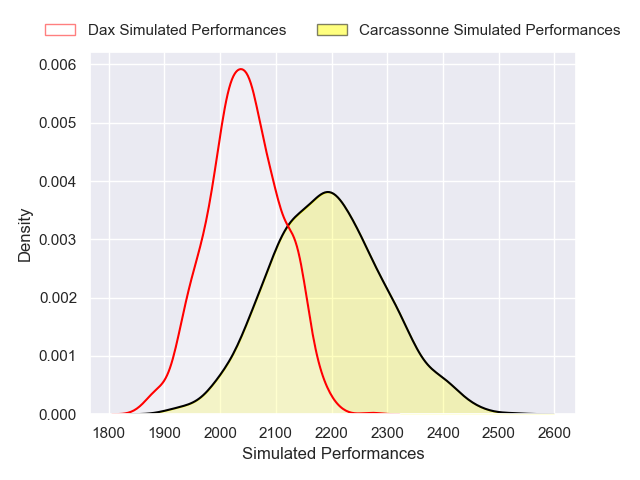 Dax Simulated Performances
Carcassonne Simulated Performances
0.006
0.005
0.004
0.003
0.002
0.001
0.000
Density
1800 1900 2000 2100 2200 2300 2400 2500 2600
Simulated Performances